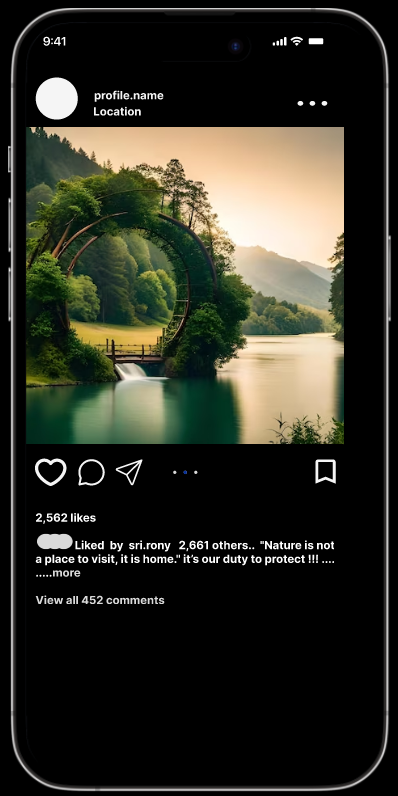 9:41
profile.name
Location
2,562 likes
Liked by sri.rony 2,661 others.. "Nature is not
a place to visit, it is home." it's our duty to protect !!! ....
.....more
View all 452 comments